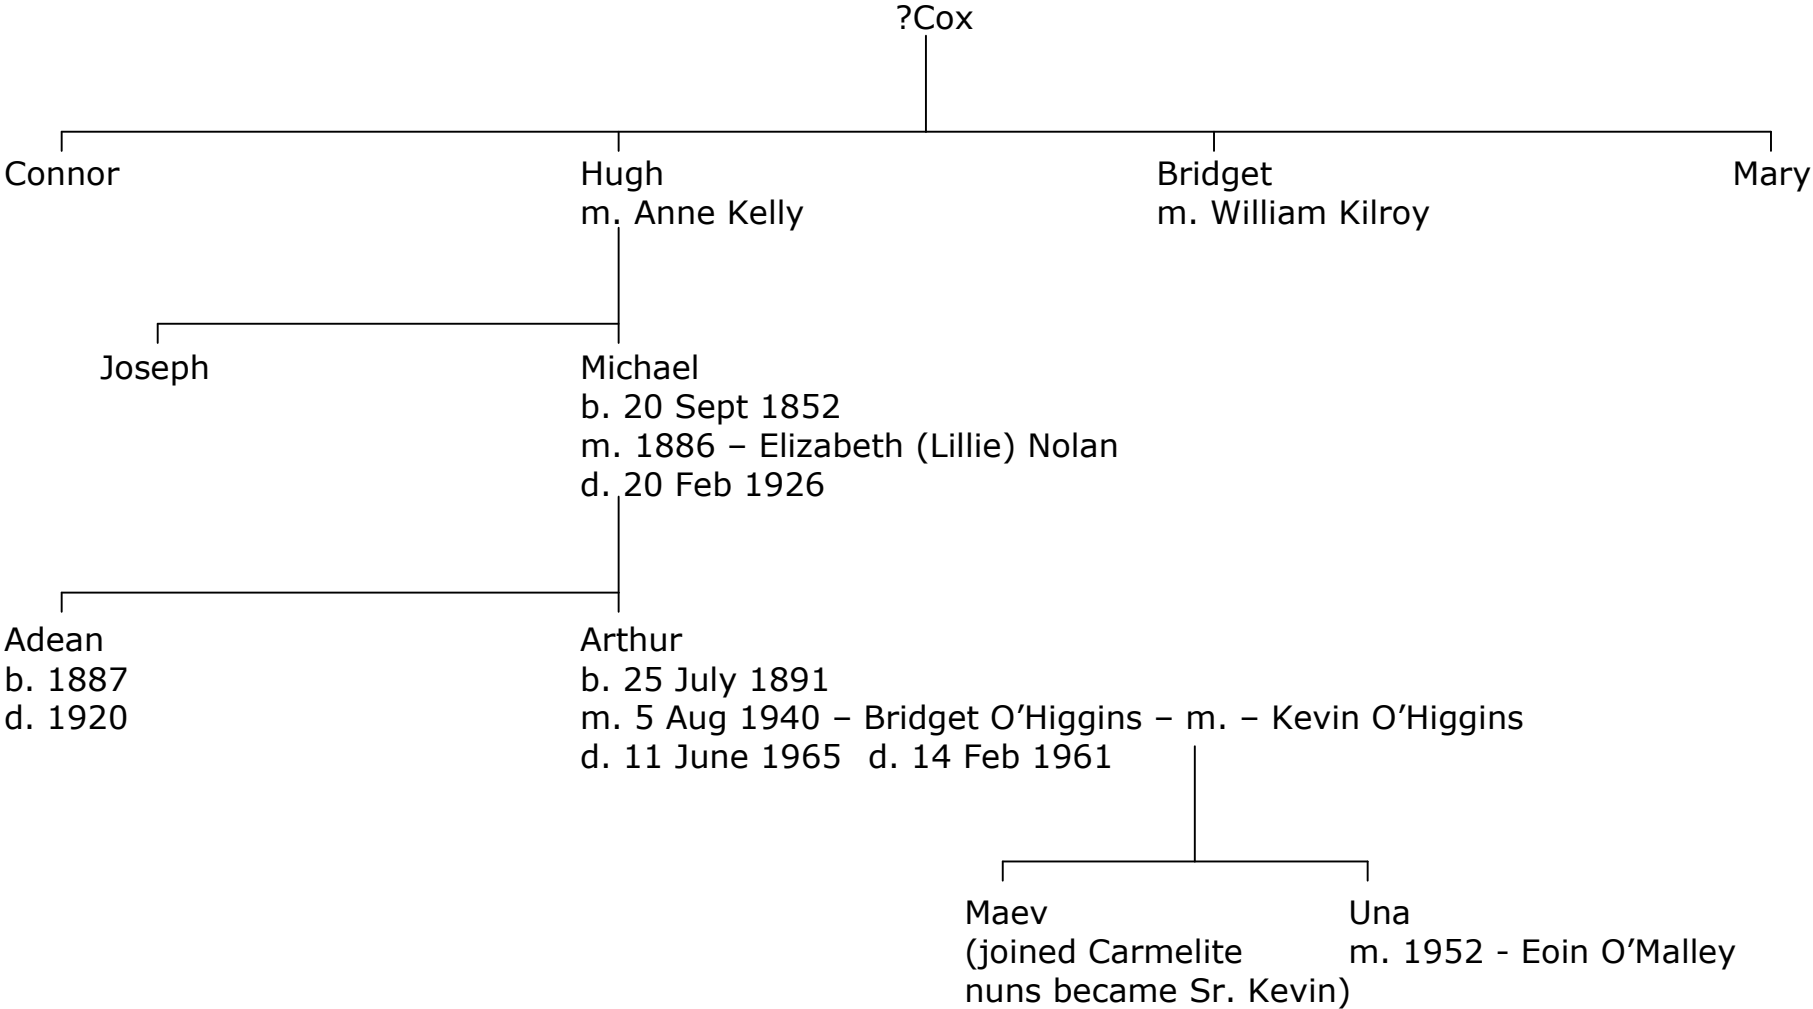 ?Cox
Connor
Hugh
m. Anne Kelly
Bridget
m. William Kilroy
Mary
Joseph
Michael
b. 20 Sept 1852
m. 1886 – Elizabeth (Lillie) Nolan
d. 20 Feb 1926
Adean
b. 1887
d. 1920
Arthur
b. 25 July 1891
m. 5 Aug 1940 – Bridget O’Higgins – m. – Kevin O’Higgins
d. 11 June 1965 d. 14 Feb 1961
Maev
(joined Carmelite
nuns became Sr. Kevin)
Una
m. 1952 - Eoin O’Malley